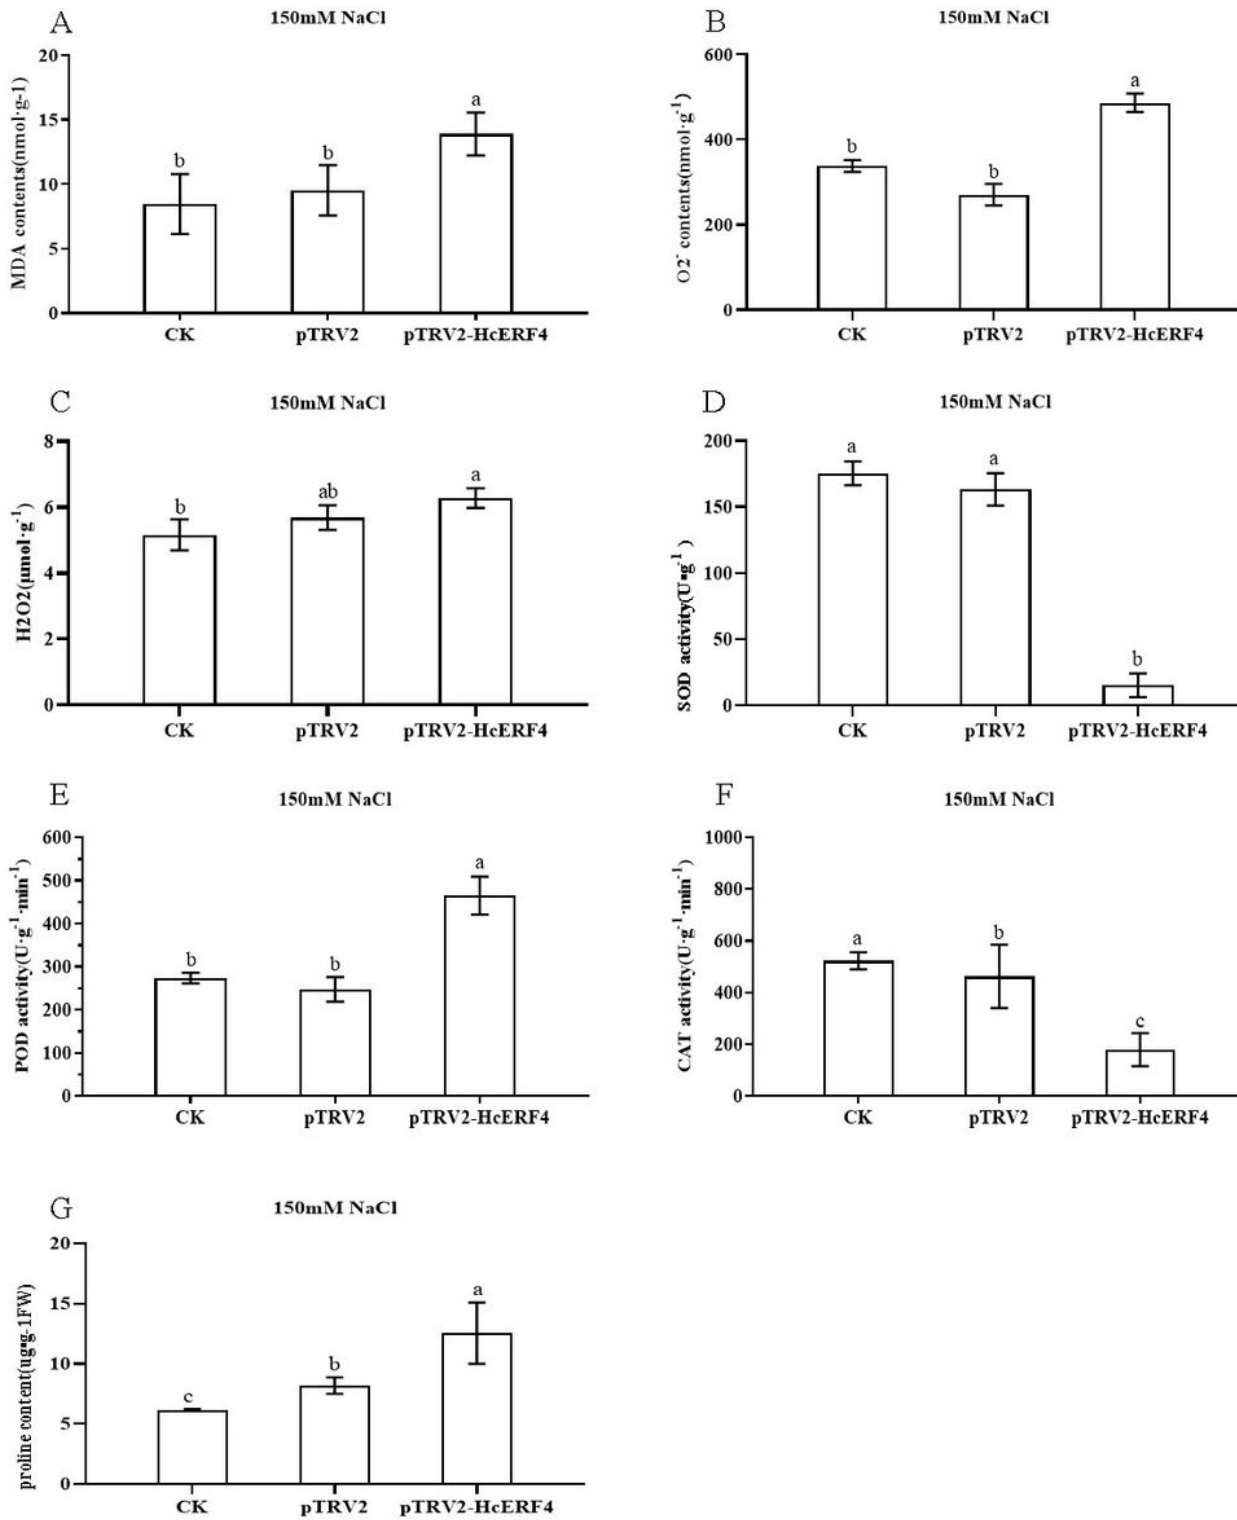 A
150mM NaCl
MDA contents(nmol·g-1)
20
15
10
5
0
b
b
a
CK
pTRV2
pTRV2-HcERF4
B
150mM NaCl
O2⁻ contents(nmol·g⁻¹)
600
400
200
0
b
b
a
CK
pTRV2
pTRV2-HcERF4
C
150mM NaCl
H2O2(μmol·g⁻¹)
8
6
4
2
0
b
ab
a
CK
pTRV2
pTRV2-HcERF4
D
150mM NaCl
SOD activity(U•g⁻¹ )
200
150
100
50
0
a
a
b
CK
pTRV2
pTRV2-HcERF4
E
150mM NaCl
POD activity(U·g⁻¹·min⁻¹)
600
500
400
300
200
100
0
b
b
a
CK
pTRV2
pTRV2-HcERF4
F
150mM NaCl
CAT activity(U·g⁻¹·min⁻¹)
1000
800
600
400
200
0
a
b
c
CK
pTRV2
pTRV2-HcERF4
G
150mM NaCl
proline content(ug•g-1FW)
20
15
10
5
0
c
b
a
CK
pTRV2
pTRV2-HcERF4